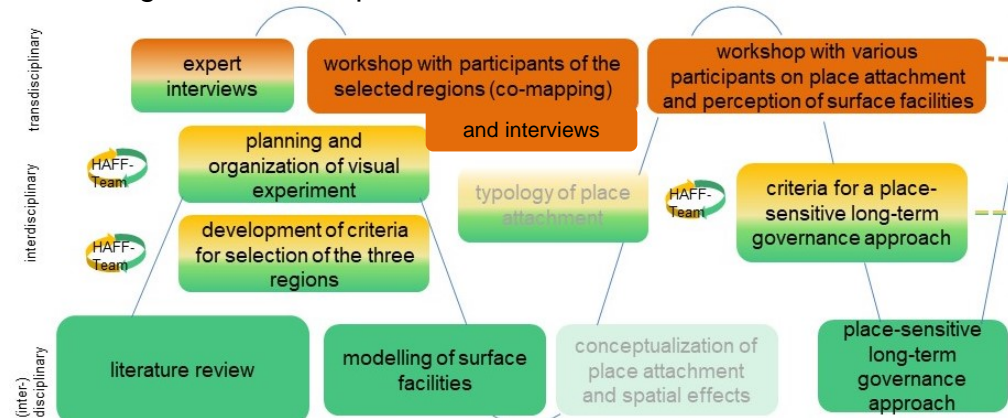 transdisciplinary
expert
interviews
workshop with participants of the
selected regions (co-mapping)
and interviews
workshop with various
participants on place attachment
and perception of surface facilities
interdisciplinary
HAFF-
Team
planning and
organization of visual
experiment
HAFF-
Team
development of criteria
for selection of the three
regions
typology of place
attachment
HAFF-
Team
criteria for a place-
sensitive long-term
governance approach
(inter-)
disciplinary
literature review
modelling of surface
facilities
conceptualization of
place attachment
and spatial effects
place-sensitive
long-term
governance
approach